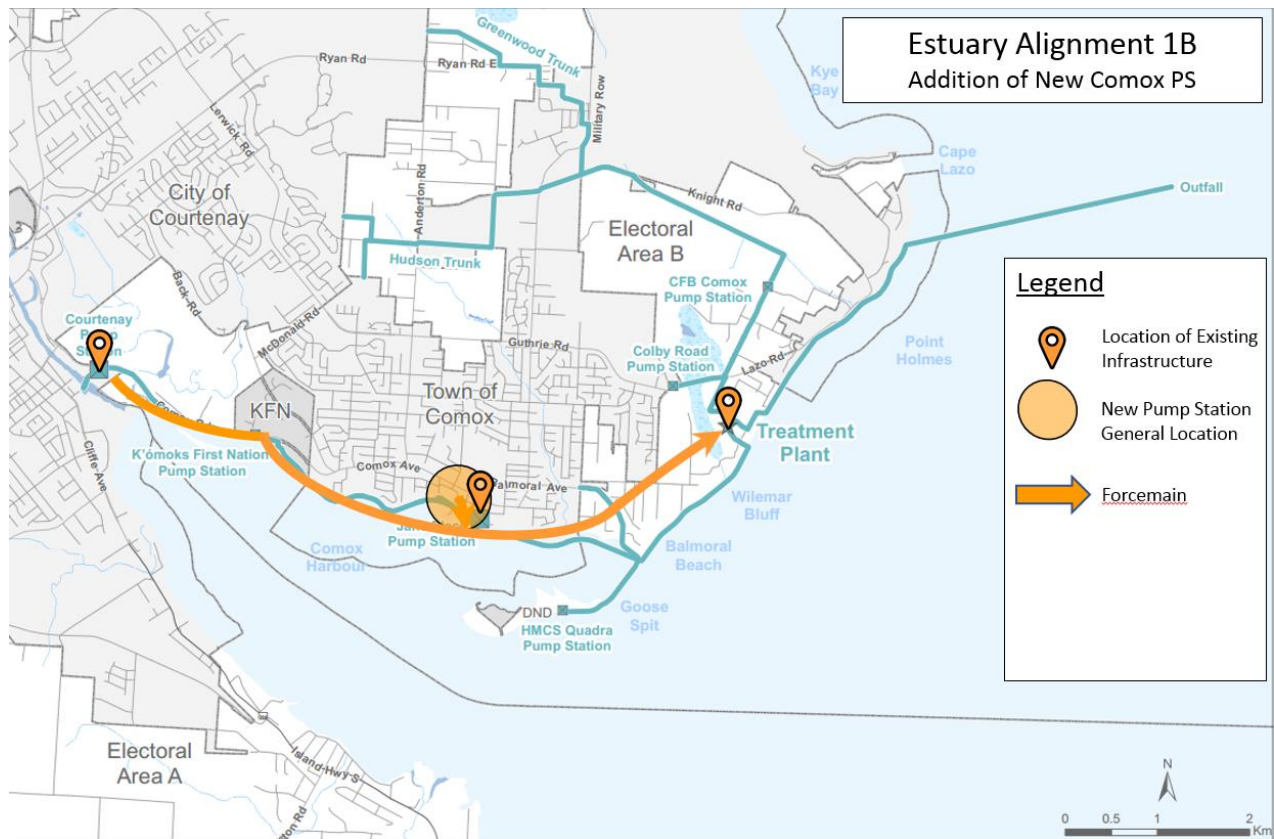 Estuary Alignment 1B
Addition of New Comox PS
Greenwood Trunk
Ryan Rd
Ryan Rd E
Kye
Bay
Lerwick Rd
Military Row
Cape
Lazo
Outfall
City of
Courtenay
Anderton Rd
Knight Rd
Electoral
Area B
Hudson Trunk
Back Rd
CFB Comox
Pump Station
Legend
Location of Existing
Infrastructure
New Pump Station
General Location
Forcemain
Courtenay
Station
McDonald Rd
Guthrie Rd
Colby Road
Pump Station
Lazo Rd
Point
Holmes
Town of
Comox
KFN
K'ómoks First Nation
Pump Station
Treatment
Plant
Cliffe Ave
Comox Ave
Balmoral Ave
Wilemar
Bluff
Pump Station
Comox
Harbour
Balmoral
Beach
Goose
Spit
DND
HMCS Quadra
Pump Station
Electoral
Area A
Island Hwy S
N
0 0.5 1 2
Km